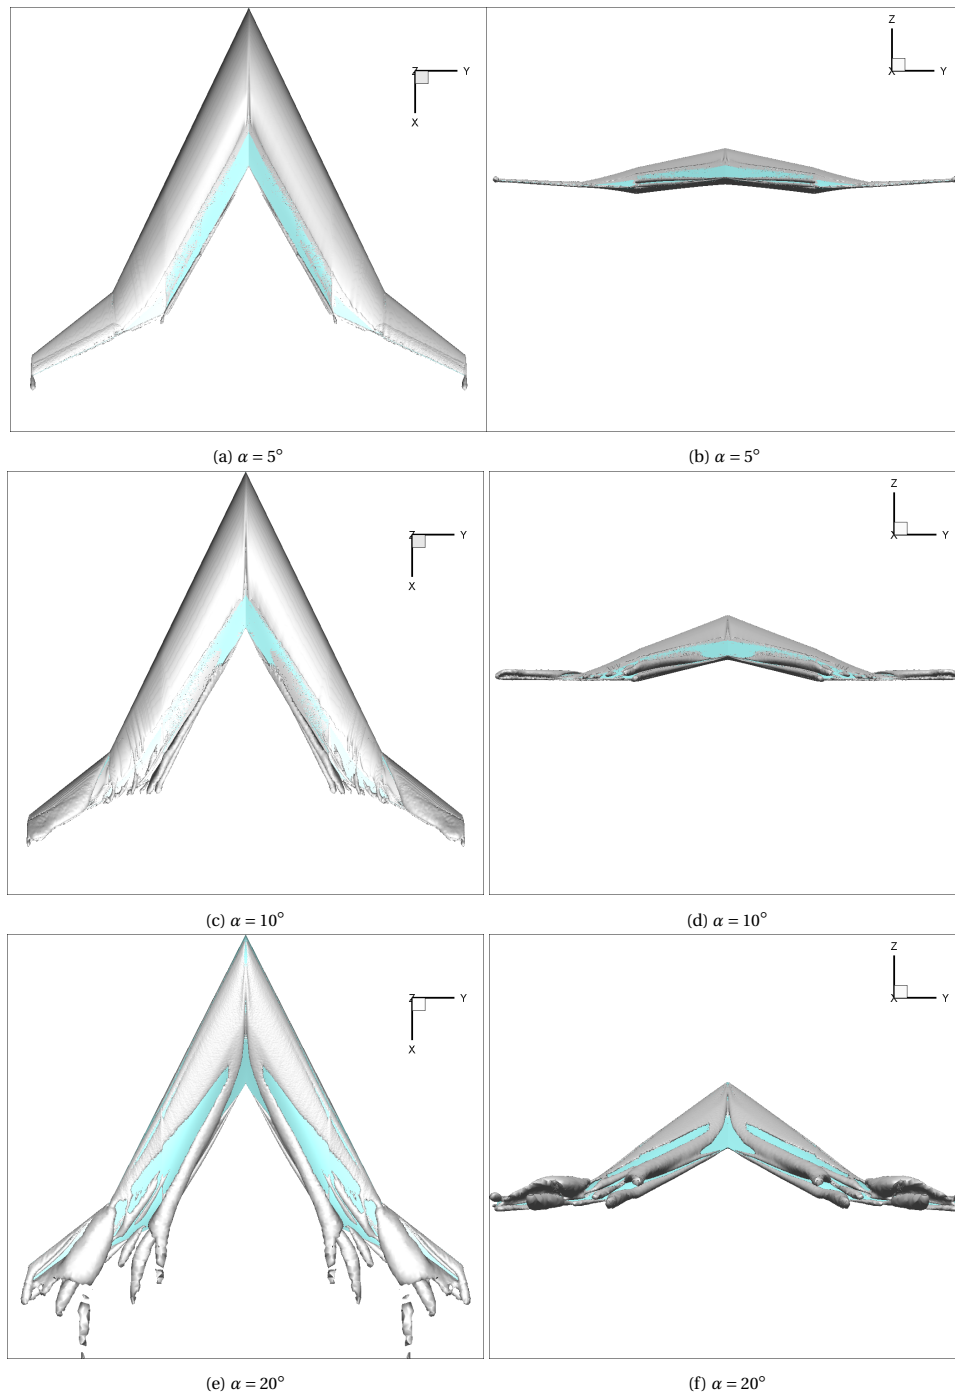 Z Y
X
Z
X Y
(a) α = 5°
(b) α = 5°
Z Y
X
Z
X Y
(c) α = 10°
(d) α = 10°
Z Y
X
Z
X Y
(e) α = 20°
(f) α = 20°